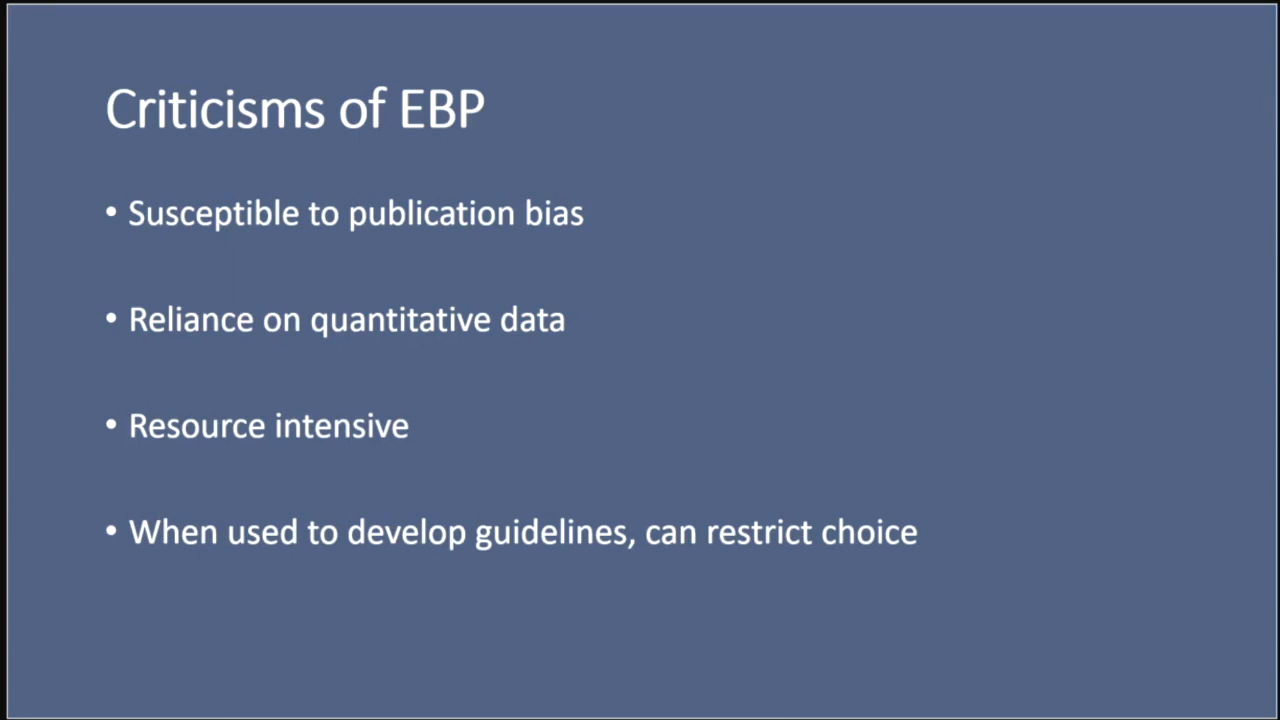 Criticisms of EBP
• Susceptible to publication bias
• Reliance on quantitative data
• Resource intensive
• When used to develop guidelines, can restrict choice